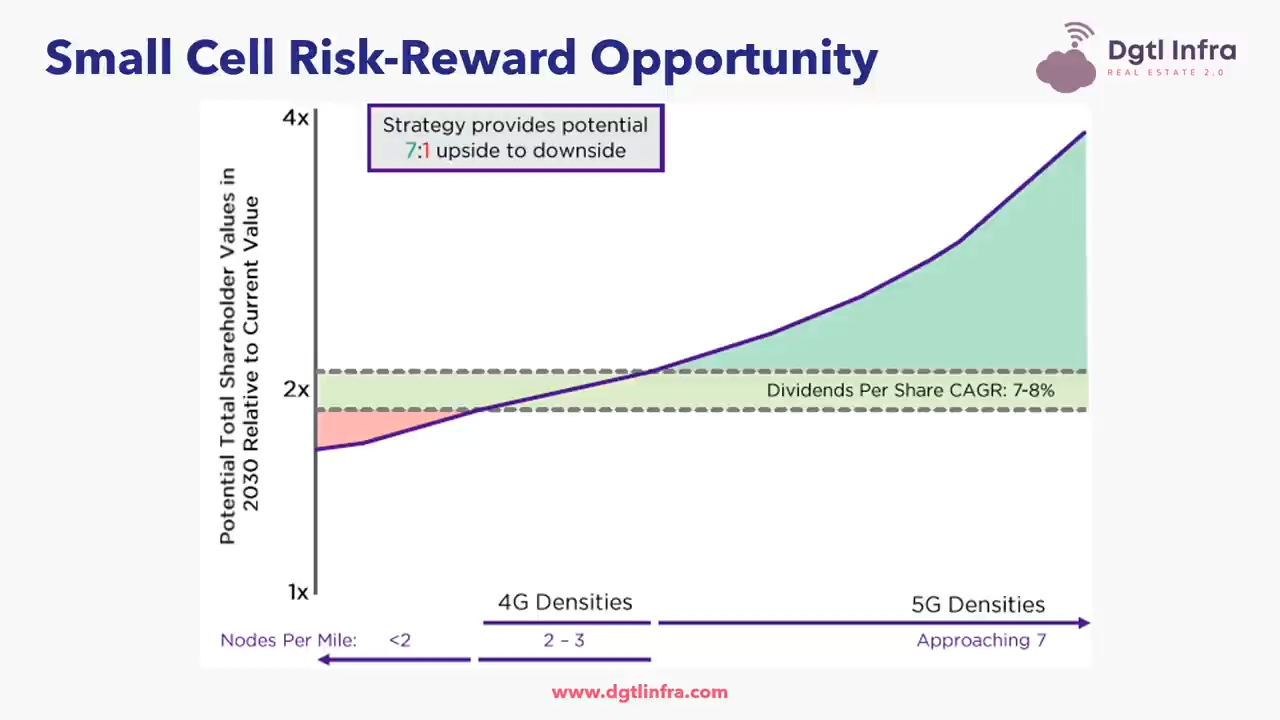 Small Cell Risk-Reward Opportunity
Dgtl Infra
REAL ESTATE 2.0
4x
Strategy provides potential
7:1 upside to downside
Potential Total Shareholder Values in
2030 Relative to Current Value
2x
Dividends Per Share CAGR: 7-8%
1x
4G Densities
5G Densities
Nodes Per Mile: <2
2 – 3
Approaching 7
www.dgtlinfra.com